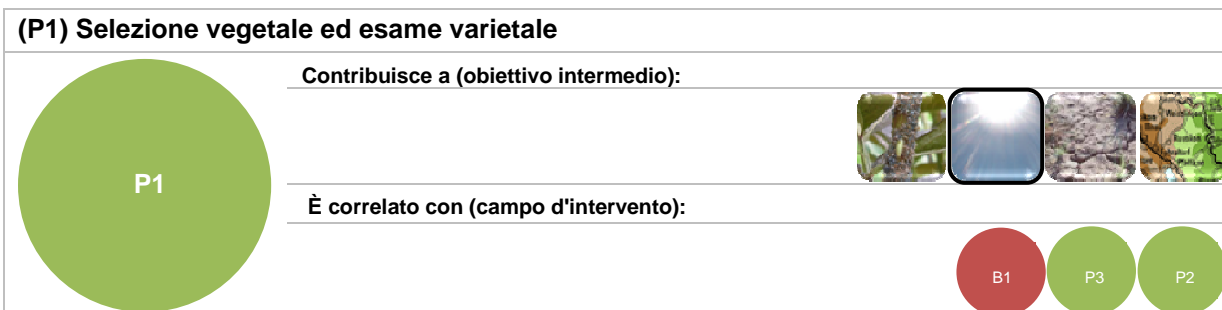 (P1) Selezione vegetale ed esame varietale
Contribuisce a (obiettivo intermedio):
P1
È correlato con (campo d'intervento):
B1 P3 P2